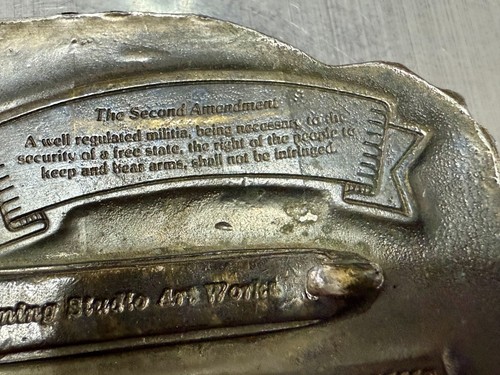 The Second Amendment
A well regulated militia, being necessary to the
security of a free state, the right of the people to
keep and bear arms, shall not be infringed.
ning Studio Art Works